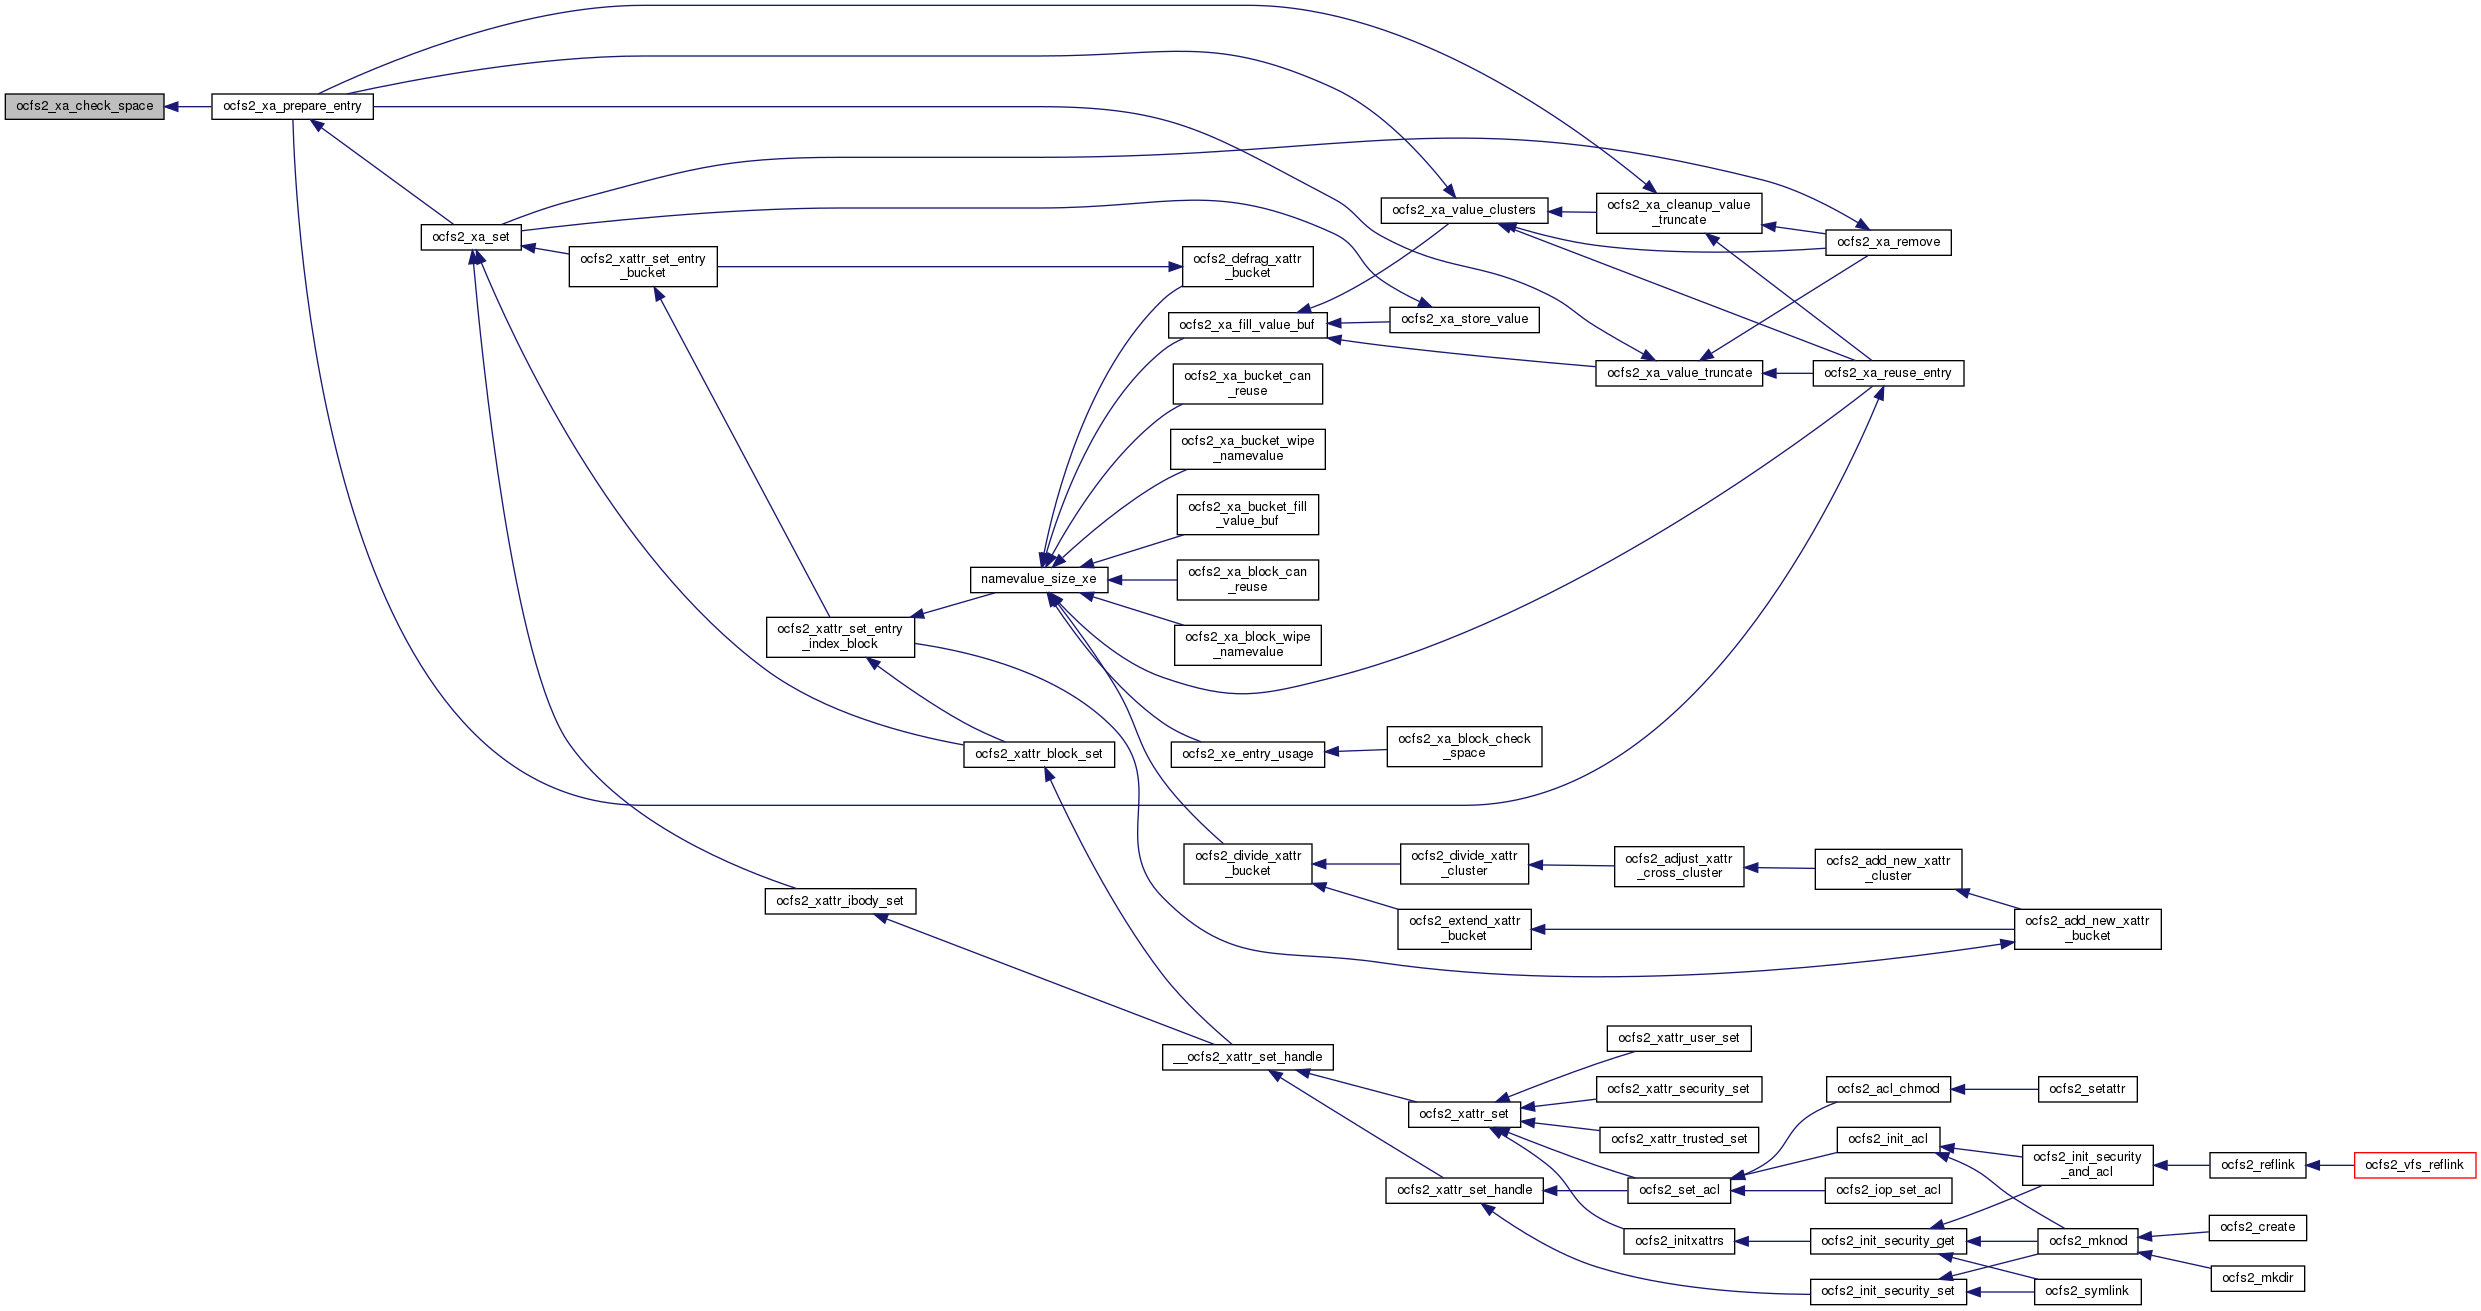 ocfs2_xa_check_space
ocfs2_xa_prepare_entry
ocfs2_xa_set
ocfs2_xattr_set_entry
_bucket
ocfs2_xattr_set_entry
_index_block
ocfs2_xattr_ibody_set
namevalue_size_xe
ocfs2_xattr_block_set
ocfs2_defrag_xattr
_bucket
ocfs2_xa_fill_value_buf
ocfs2_xa_bucket_can
_reuse
ocfs2_xa_bucket_wipe
_namevalue
ocfs2_xa_bucket_fill
_value_buf
ocfs2_xa_block_can
_reuse
ocfs2_xa_block_wipe
_namevalue
ocfs2_xe_entry_usage
ocfs2_divide_xattr
_bucket
__ocfs2_xattr_set_handle
ocfs2_xa_value_clusters
ocfs2_xa_store_value
ocfs2_xa_block_check
_space
ocfs2_divide_xattr
_cluster
ocfs2_extend_xattr
_bucket
ocfs2_xattr_set
ocfs2_xattr_set_handle
ocfs2_xa_cleanup_value
_truncate
ocfs2_xa_value_truncate
ocfs2_adjust_xattr
_cross_cluster
ocfs2_xattr_user_set
ocfs2_xattr_security_set
ocfs2_xattr_trusted_set
ocfs2_set_acl
ocfs2_initxattrs
ocfs2_xa_remove
ocfs2_xa_reuse_entry
ocfs2_add_new_xattr
_cluster
ocfs2_acl_chmod
ocfs2_init_acl
ocfs2_iop_set_acl
ocfs2_init_security_get
ocfs2_init_security_set
ocfs2_add_new_xattr
_bucket
ocfs2_setattr
ocfs2_init_security
_and_acl
ocfs2_mknod
ocfs2_symlink
ocfs2_reflink
ocfs2_create
ocfs2_mkdir
ocfs2_vfs_reflink